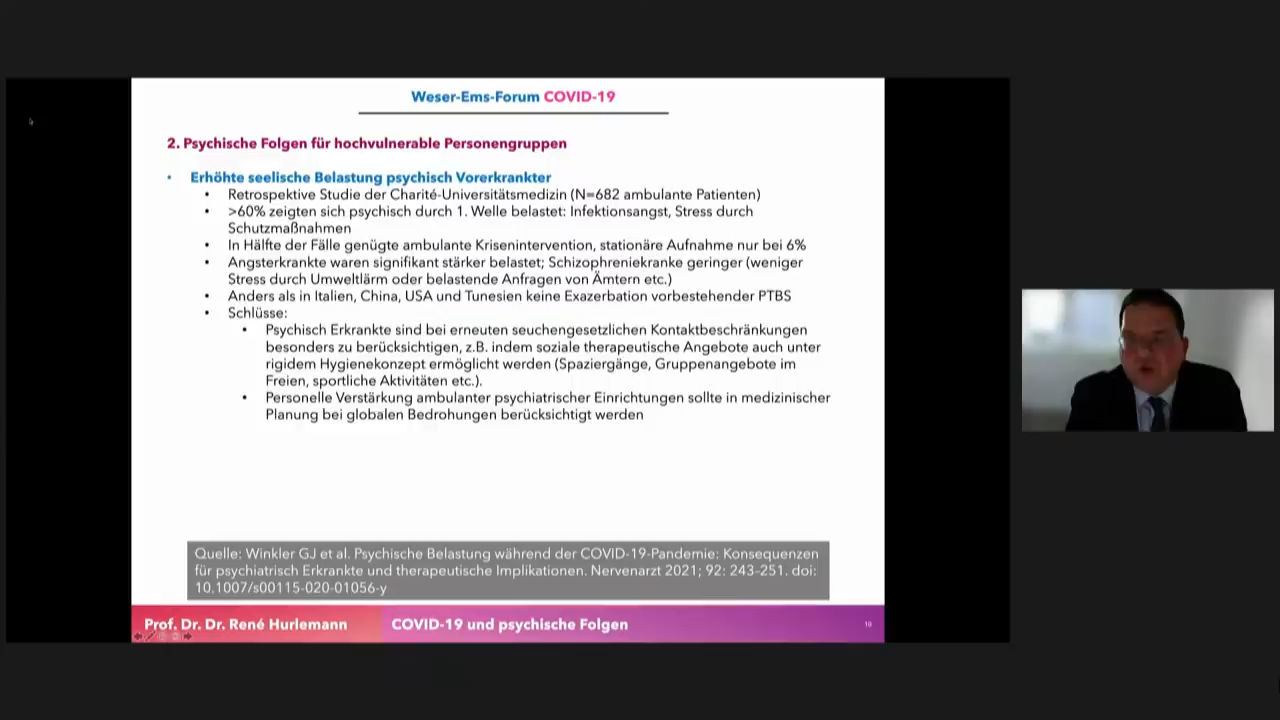 Weser-Ems-Forum COVID-19
2. Psychische Folgen für hochvulnerable Personengruppen
• Erhöhte seelische Belastung psychisch Vorerkrankter
• Retrospektive Studie der Charité-Universitätsmedizin (N=682 ambulante Patienten)
• >60% zeigten sich psychisch durch 1. Welle belastet: Infektionsangst, Stress durch
Schutzmaßnahmen
• In Hälfte der Fälle genügte ambulante Krisenintervention, stationäre Aufnahme nur bei 6%
• Angsterkrankte waren signifikant stärker belastet; Schizophreniekranke geringer (weniger
Stress durch Umweltlärm oder belastende Anfragen von Ämtern etc.)
• Anders als in Italien, China, USA und Tunesien keine Exazerbation vorbestehender PTBS
• Schlüsse:
• Psychisch Erkrankte sind bei erneuten seuchengesetzlichen Kontaktbeschränkungen
besonders zu berücksichtigen, z.B. indem soziale therapeutische Angebote auch unter
rigidem Hygienekonzept ermöglicht werden (Spaziergänge, Gruppenangebote im
Freien, sportliche Aktivitäten etc.).
• Personelle Verstärkung ambulanter psychiatrischer Einrichtungen sollte in medizinischer
Planung bei globalen Bedrohungen berücksichtigt werden
Quelle: Winkler GJ et al. Psychische Belastung während der COVID-19-Pandemie: Konsequenzen
für psychiatrisch Erkrankte und therapeutische Implikationen. Nervenarzt 2021; 92: 243–251. doi:
10.1007/s00115-020-01056-y
Prof. Dr. Dr. René Hurlemann COVID-19 und psychische Folgen